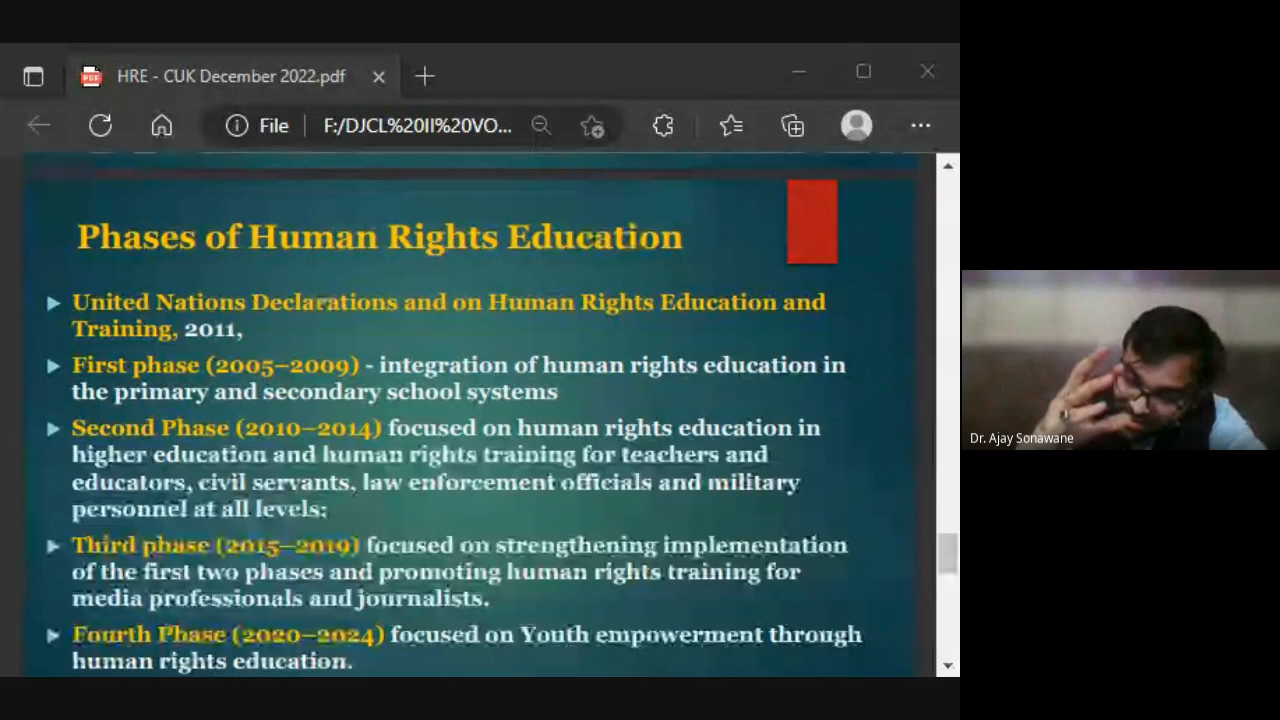 HRE - CUK December 2022.pdf
File
F:/DJCL%20II%20VO...
Phases of Human Rights Education
United Nations Declarations and on Human Rights Education and
Training, 2011,
First phase (2005–2009) - integration of human rights education in
the primary and secondary school systems
Second Phase (2010–2014) focused on human rights education in
higher education and human rights training for teachers and
educators, civil servants, law enforcement officials and military
personnel at all levels;
Third phase (2015–2019) focused on strengthening implementation
of the first two phases and promoting human rights training for
media professionals and journalists.
Fourth Phase (2020–2024) focused on Youth empowerment through
human rights education.
Dr. Ajay Sonawane